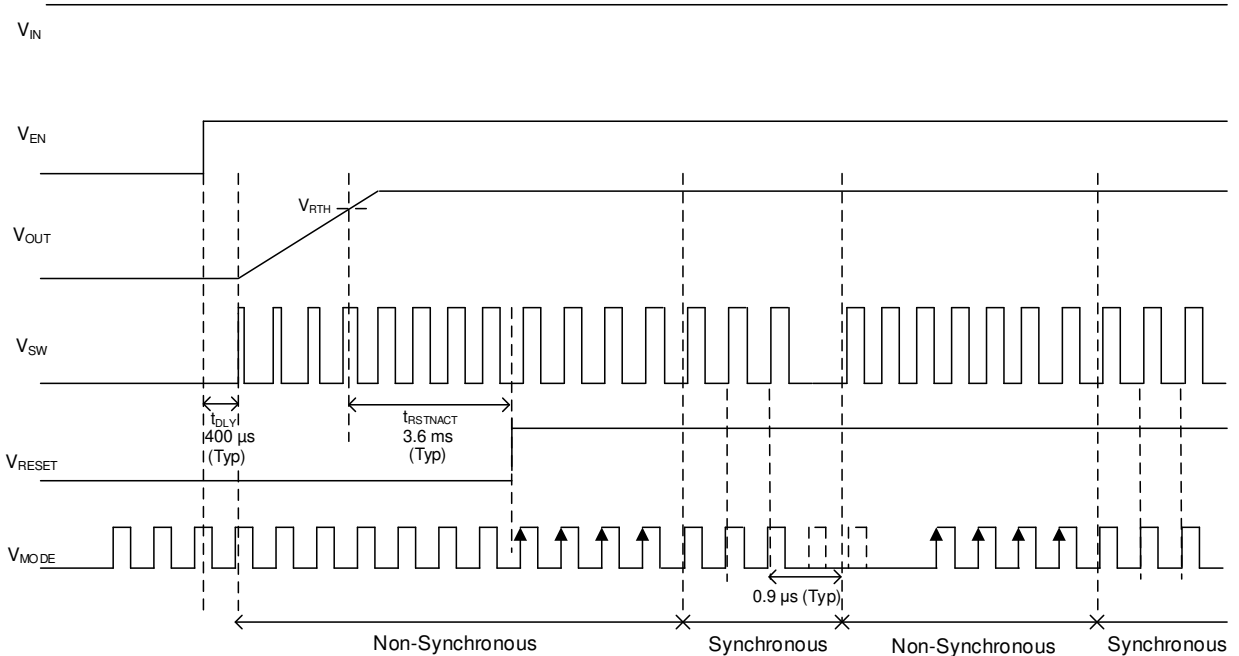 VIN
VEN
VRTH
VOUT
VSW
tDLY
400 µs
(Typ)
tRSTNACT
3.6 ms
(Typ)
VRESET
VMODE
0.9 µs (Typ)
Non-Synchronous
Synchronous
Non-Synchronous
Synchronous